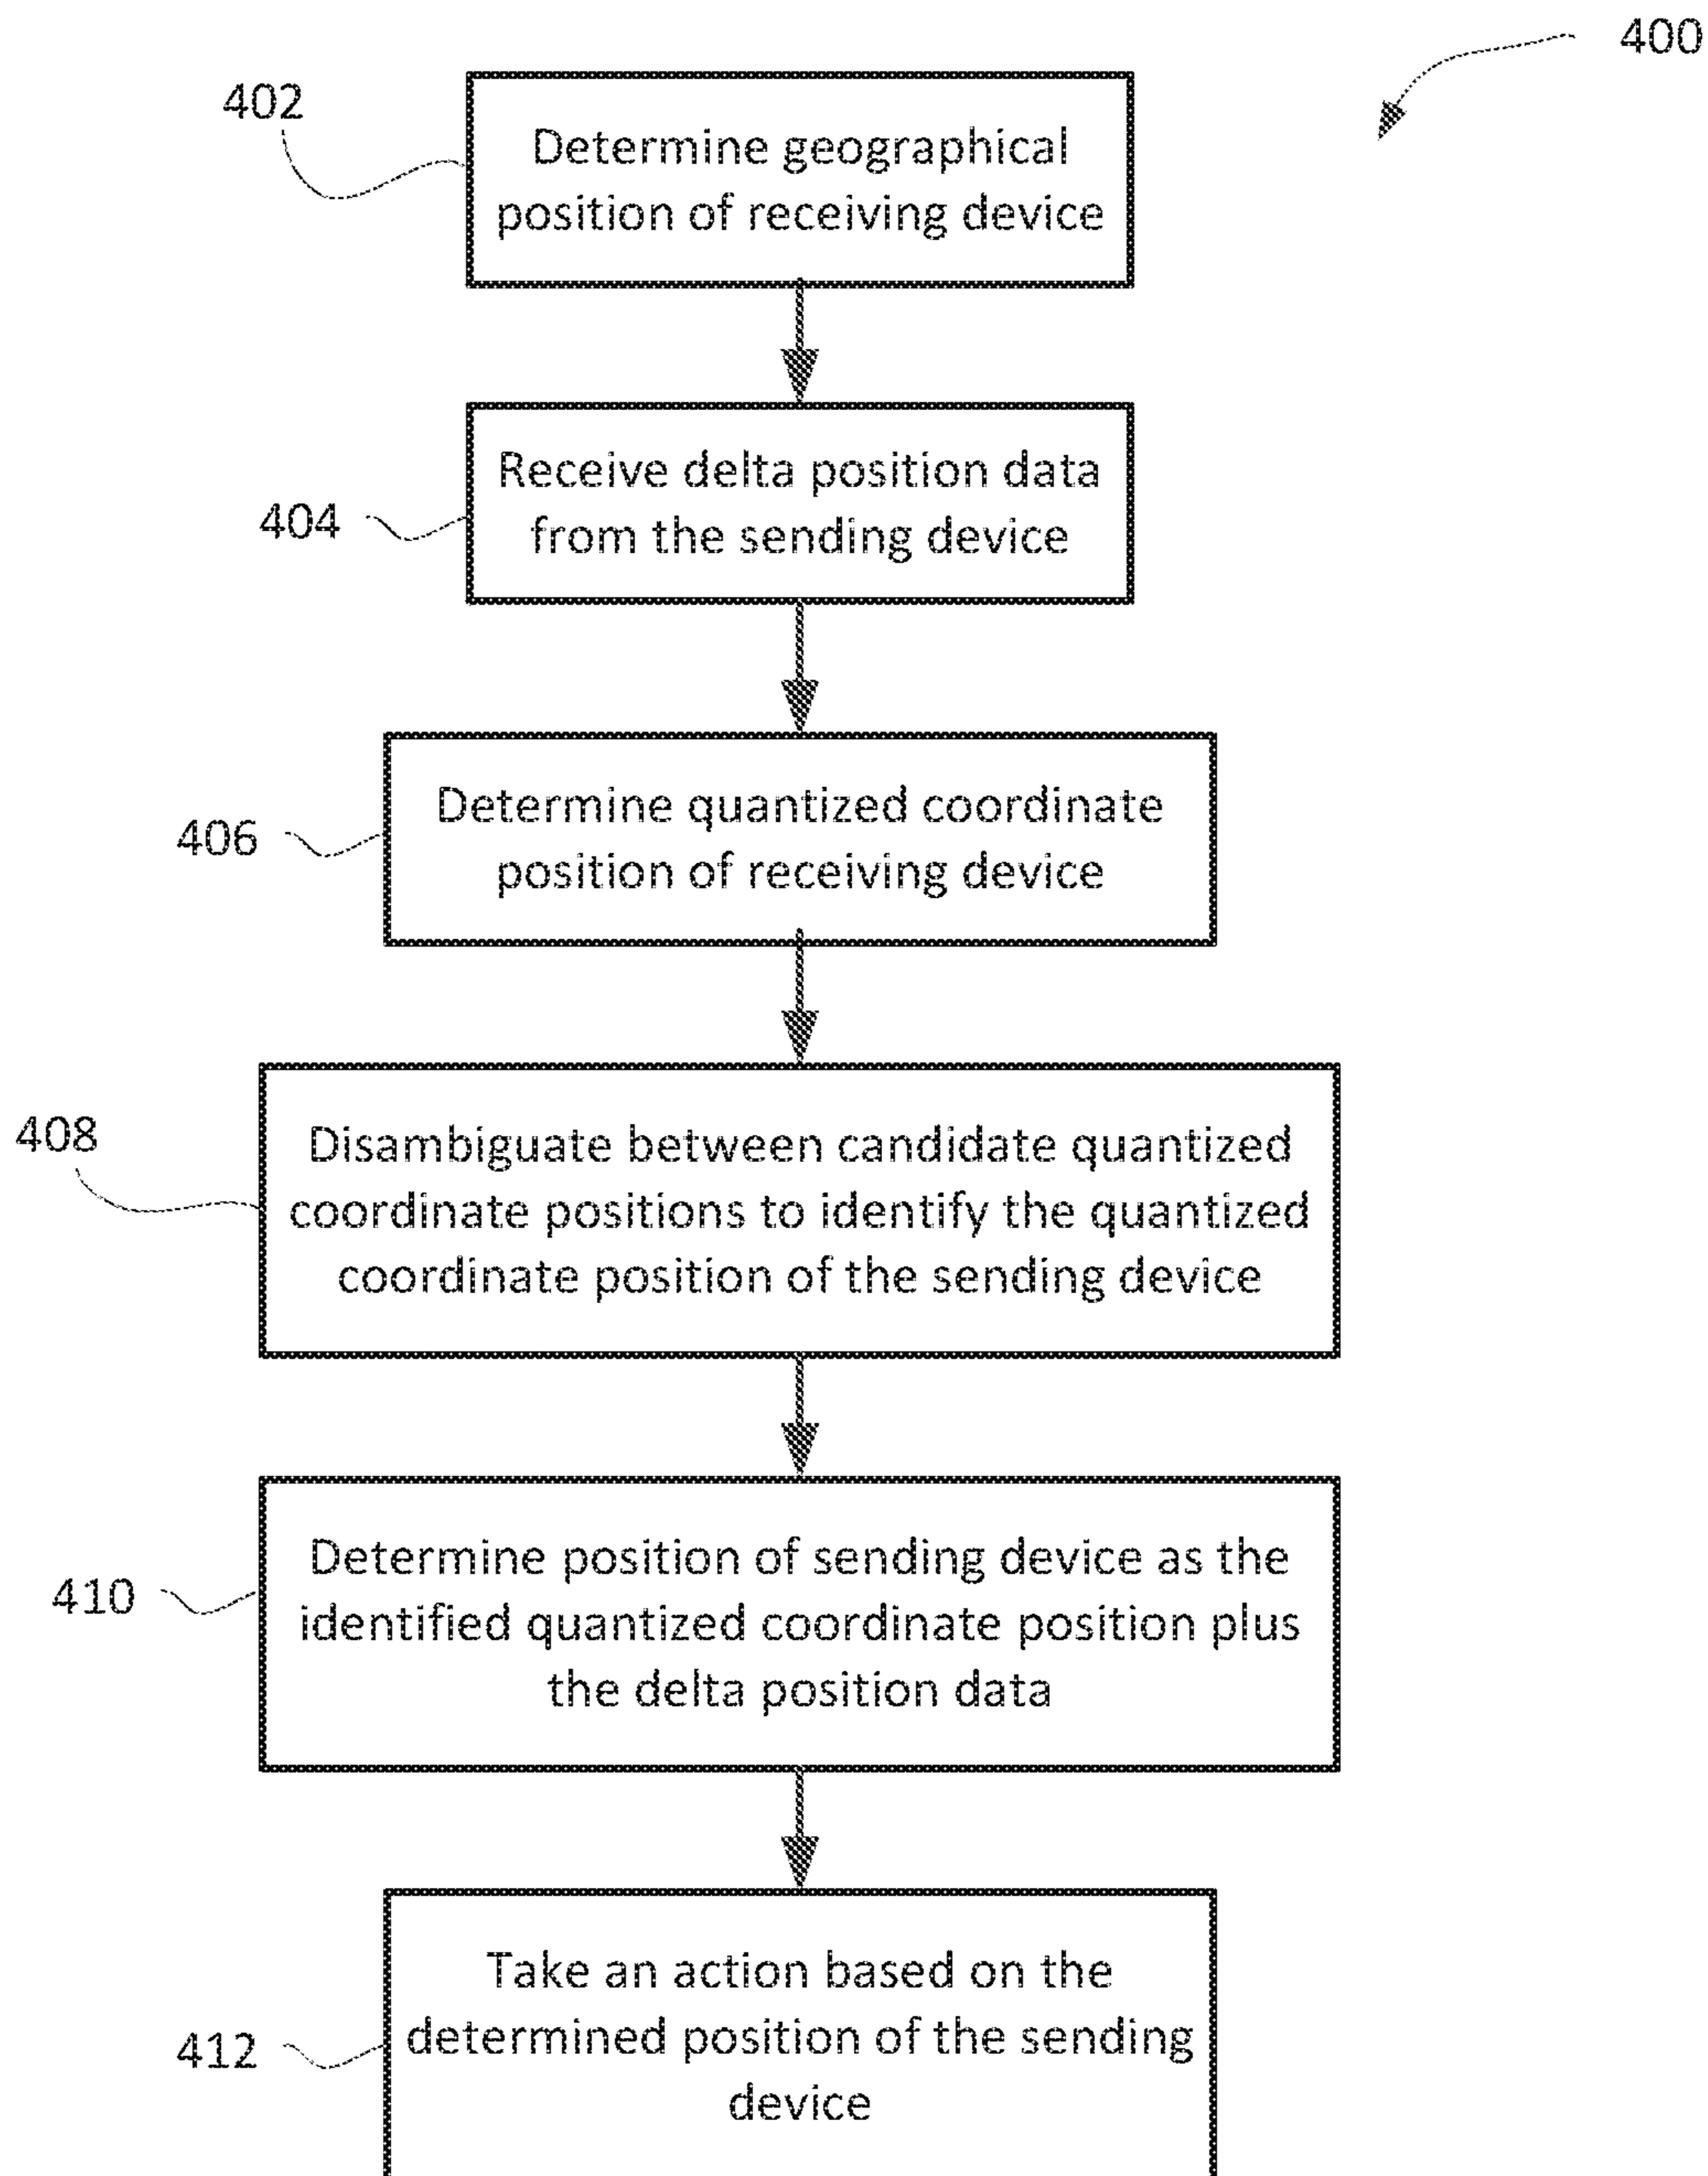 400
402
Determine geographical
position of receiving device
404
Receive delta position data
from the sending device
406
Determine quantized coordinate
position of receiving device
408
Disambiguate between candidate quantized
coordinate positions to identify the quantized
coordinate position of the sending device
410
Determine position of sending device as the
identified quantized coordinate position plus
the delta position data
412
Take an action based on the
determined position of the sending
device